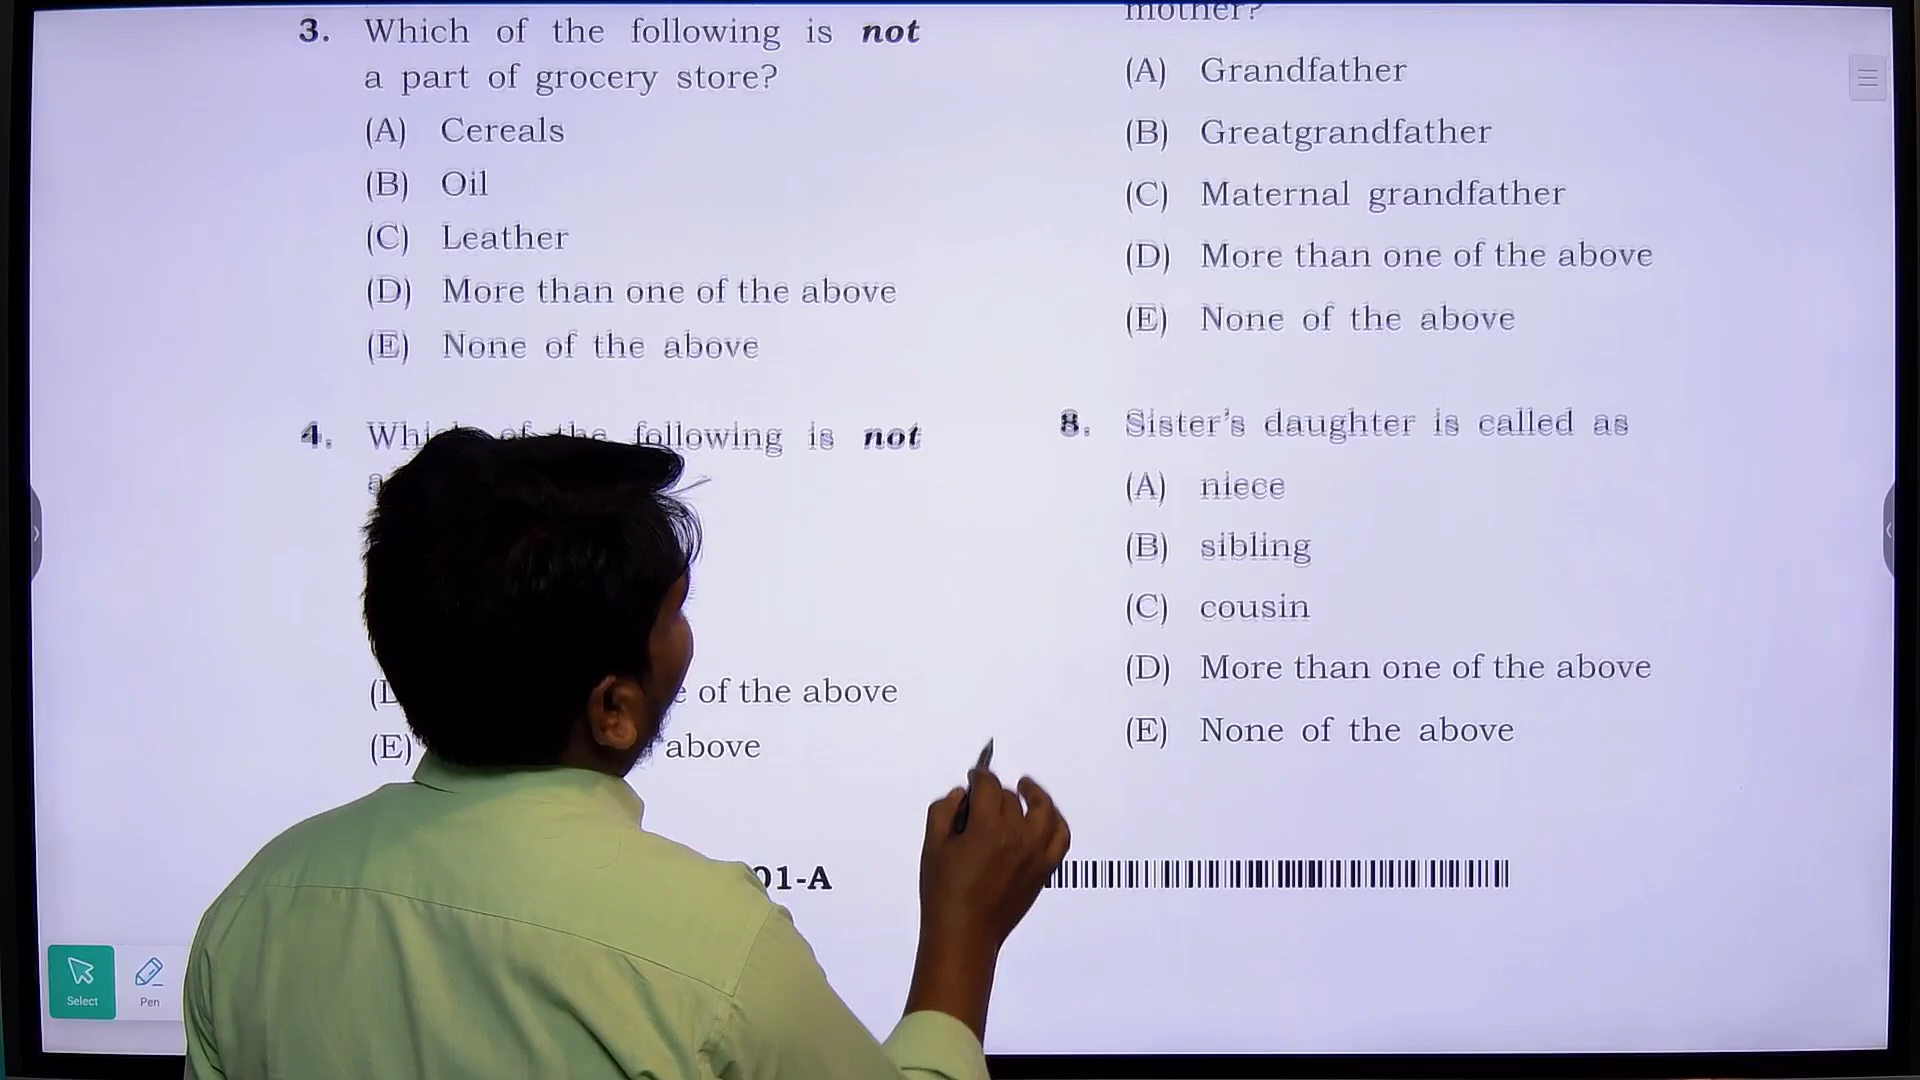 3. Which of the following is not
a part of grocery store?
(A) Cereals
(B) Oil
(C) Leather
(D) More than one of the above
(E) None of the above
4. of the following is not
of the above
(E) above
01-A
mother?
(A) Grandfather
(B) Greatgrandfather
(C) Maternal grandfather
(D) More than one of the above
(E) None of the above
8. Sister's daughter is called as
(A) niece
(B) sibling
(C) cousin
(D) More than one of the above
(E) None of the above
Select
Pen